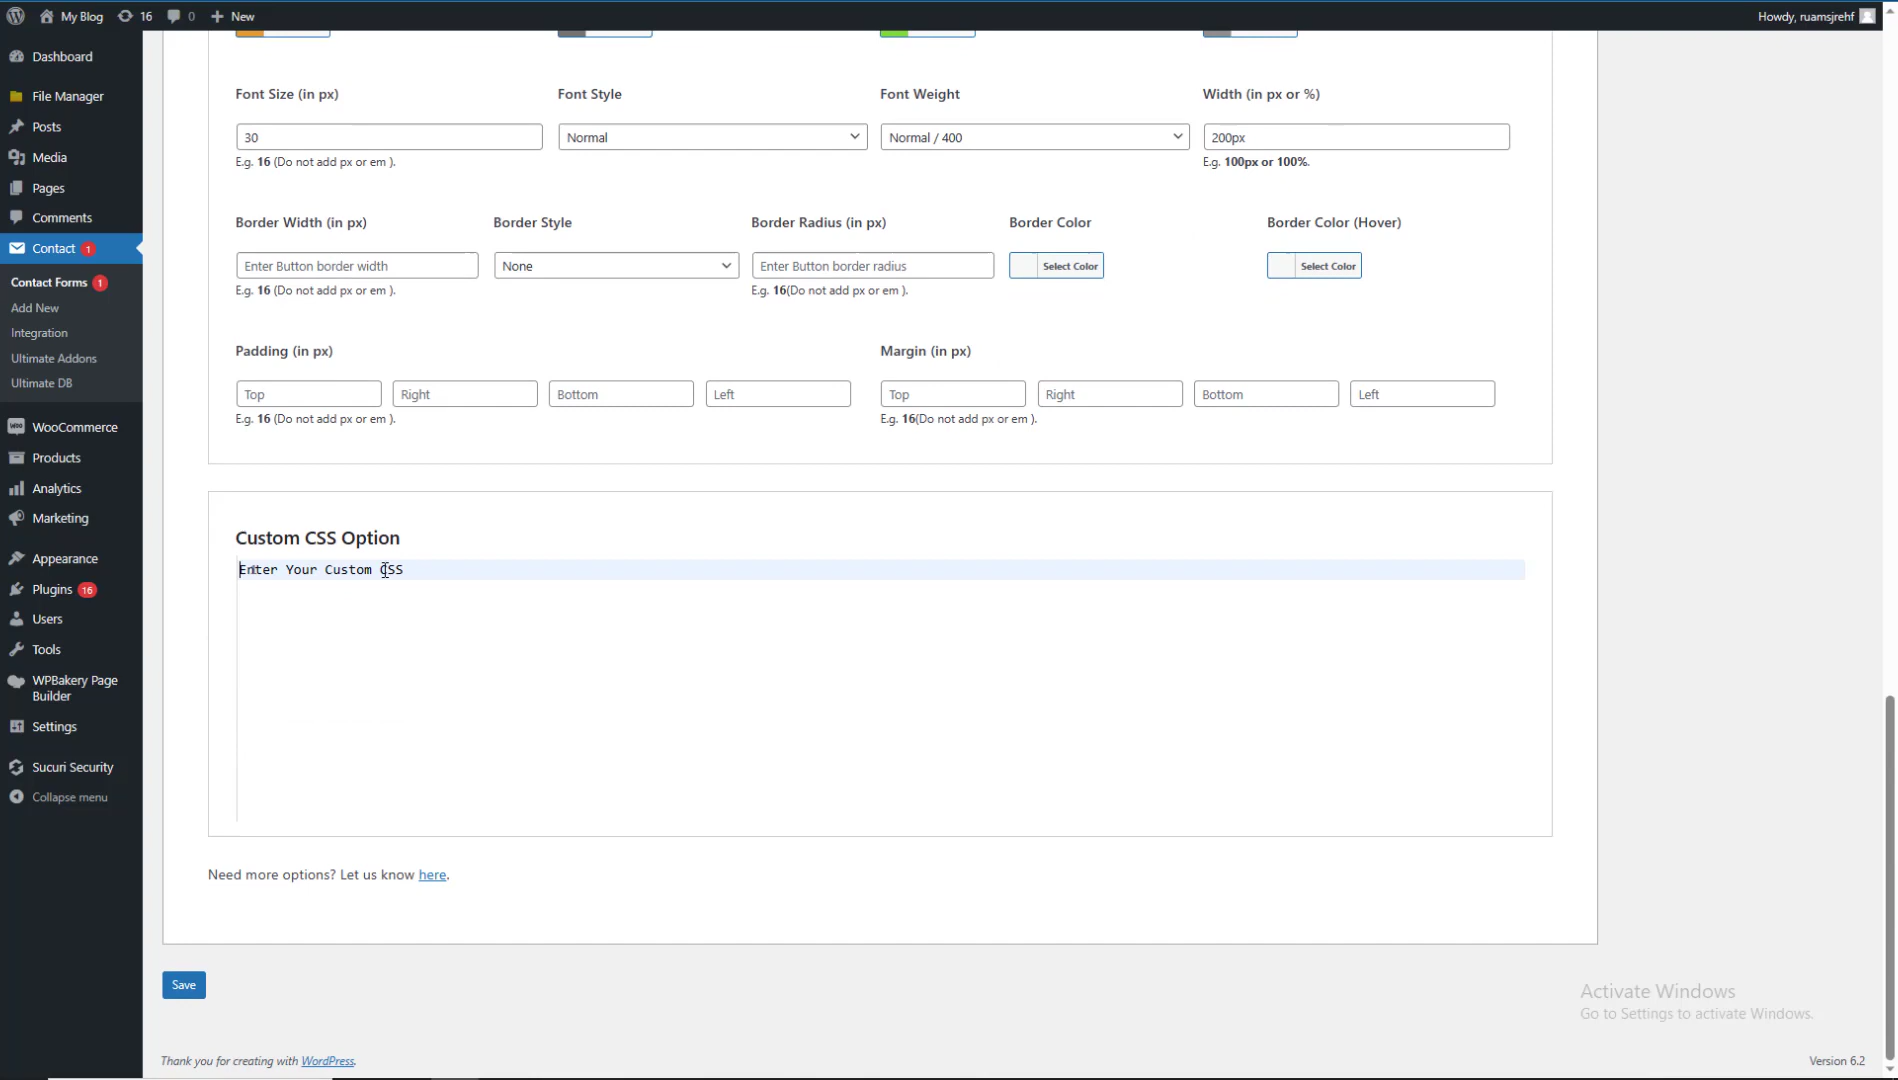 My Blog 16 0 New Howdy, ruamsjrehf
Dashboard
File Manager
Posts
Media
Pages
Comments
Contact 1
Contact Forms 1
Add New
Integration
Ultimate Addons
Ultimate DB
WooCommerce
Products
Analytics
Marketing
Appearance
Plugins 16
Users
Tools
WPBakery Page
Builder
Settings
Sucuri Security
Collapse menu
Font Size (in px) Font Style Font Weight Width (in px or %)
30 Normal Normal / 400 200px
E.g. 16 (Do not add px or em ). E.g. 100px or 100%.
Border Width (in px) Border Style Border Radius (in px) Border Color Border Color (Hover)
Enter Button border width None Enter Button border radius Select Color Select Color
E.g. 16 (Do not add px or em ). E.g. 16(Do not add px or em ).
Padding (in px) Margin (in px)
Top Right Bottom Left Top Right Bottom Left
E.g. 16 (Do not add px or em ). E.g. 16(Do not add px or em ).
Custom CSS Option
Enter Your Custom CSS
Need more options? Let us know here.
Save
Activate Windows
Go to Settings to activate Windows.
Thank you for creating with WordPress. Version 6.2